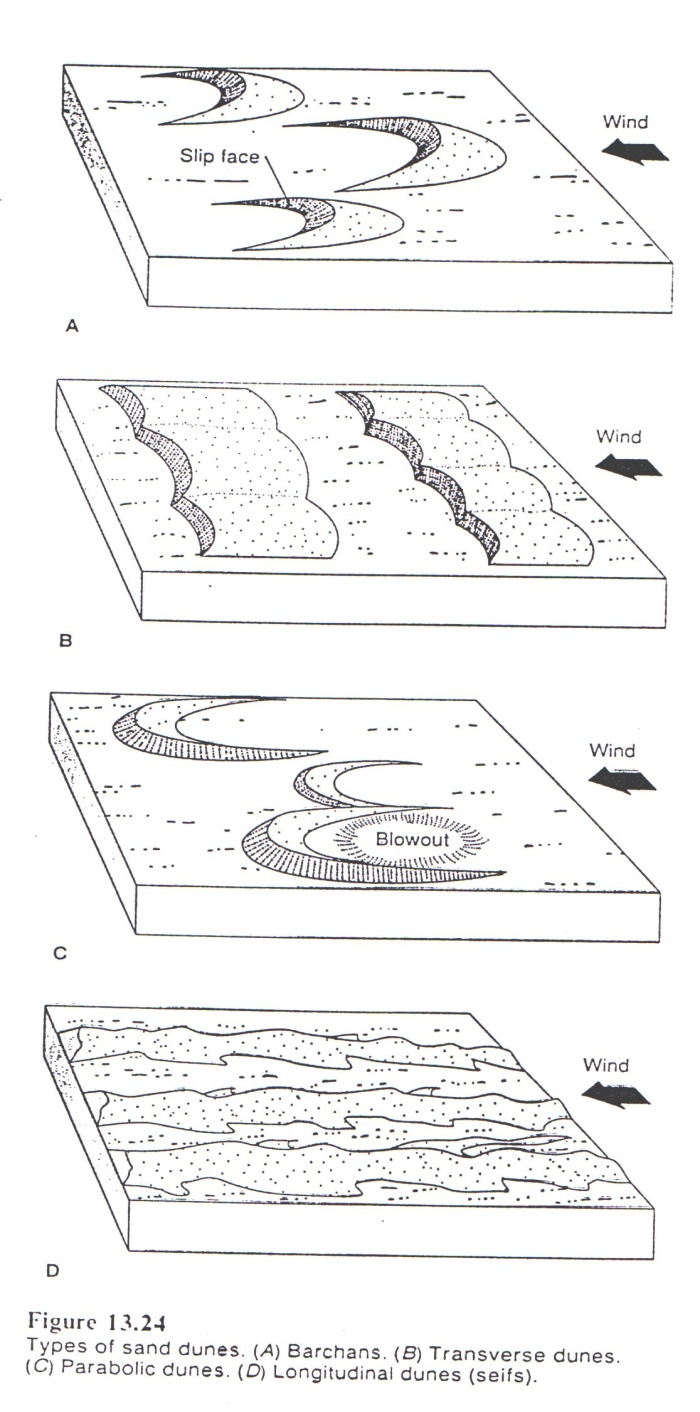 Wind
Slip face
A
Wind
B
Wind
Blowout
C
Wind
D
Figure 13.24
Types of sand dunes. (A) Barchans. (B) Transverse dunes.
(C) Parabolic dunes. (D) Longitudinal dunes (seifs).